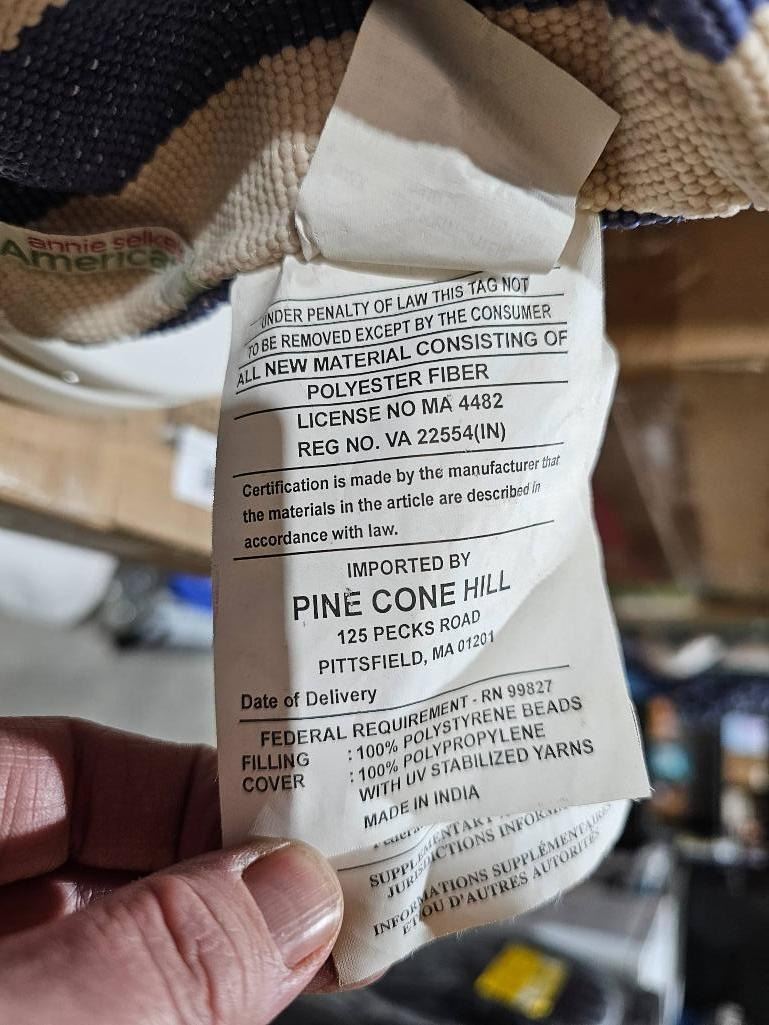 annie selke
America
UNDER PENALTY OF LAW THIS TAG NOT
TO BE REMOVED EXCEPT BY THE CONSUMER
ALL NEW MATERIAL CONSISTING OF
POLYESTER FIBER
LICENSE NO MA 4482
REG NO. VA 22554(IN)
Certification is made by the manufacturer that
the materials in the article are described in
accordance with law.
IMPORTED BY
PINE CONE HILL
125 PECKS ROAD
PITTSFIELD, MA 01201
Date of Delivery
FEDERAL REQUIREMENT - RN 99827
FILLING : 100% POLYSTYRENE BEADS
COVER : 100% POLYPROPYLENE
WITH UV STABILIZED YARNS
MADE IN INDIA
JURISDICTIONS
INFORMATIONS SUPPLÉMENTAIRES
ET/OU D'AUTRES AUTORITÉS